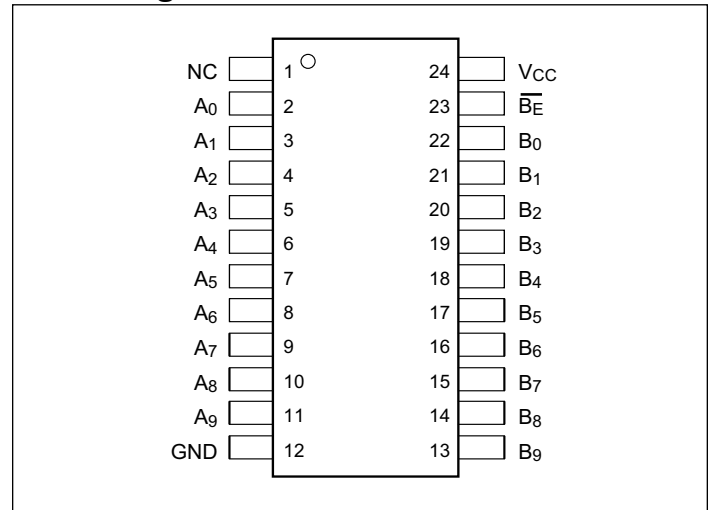 NC 1 24 VCC
A0 2 23 B̅E̅
A1 3 22 B0
A2 4 21 B1
A3 5 20 B2
A4 6 19 B3
A5 7 18 B4
A6 8 17 B5
A7 9 16 B6
A8 10 15 B7
A9 11 14 B8
GND 12 13 B9